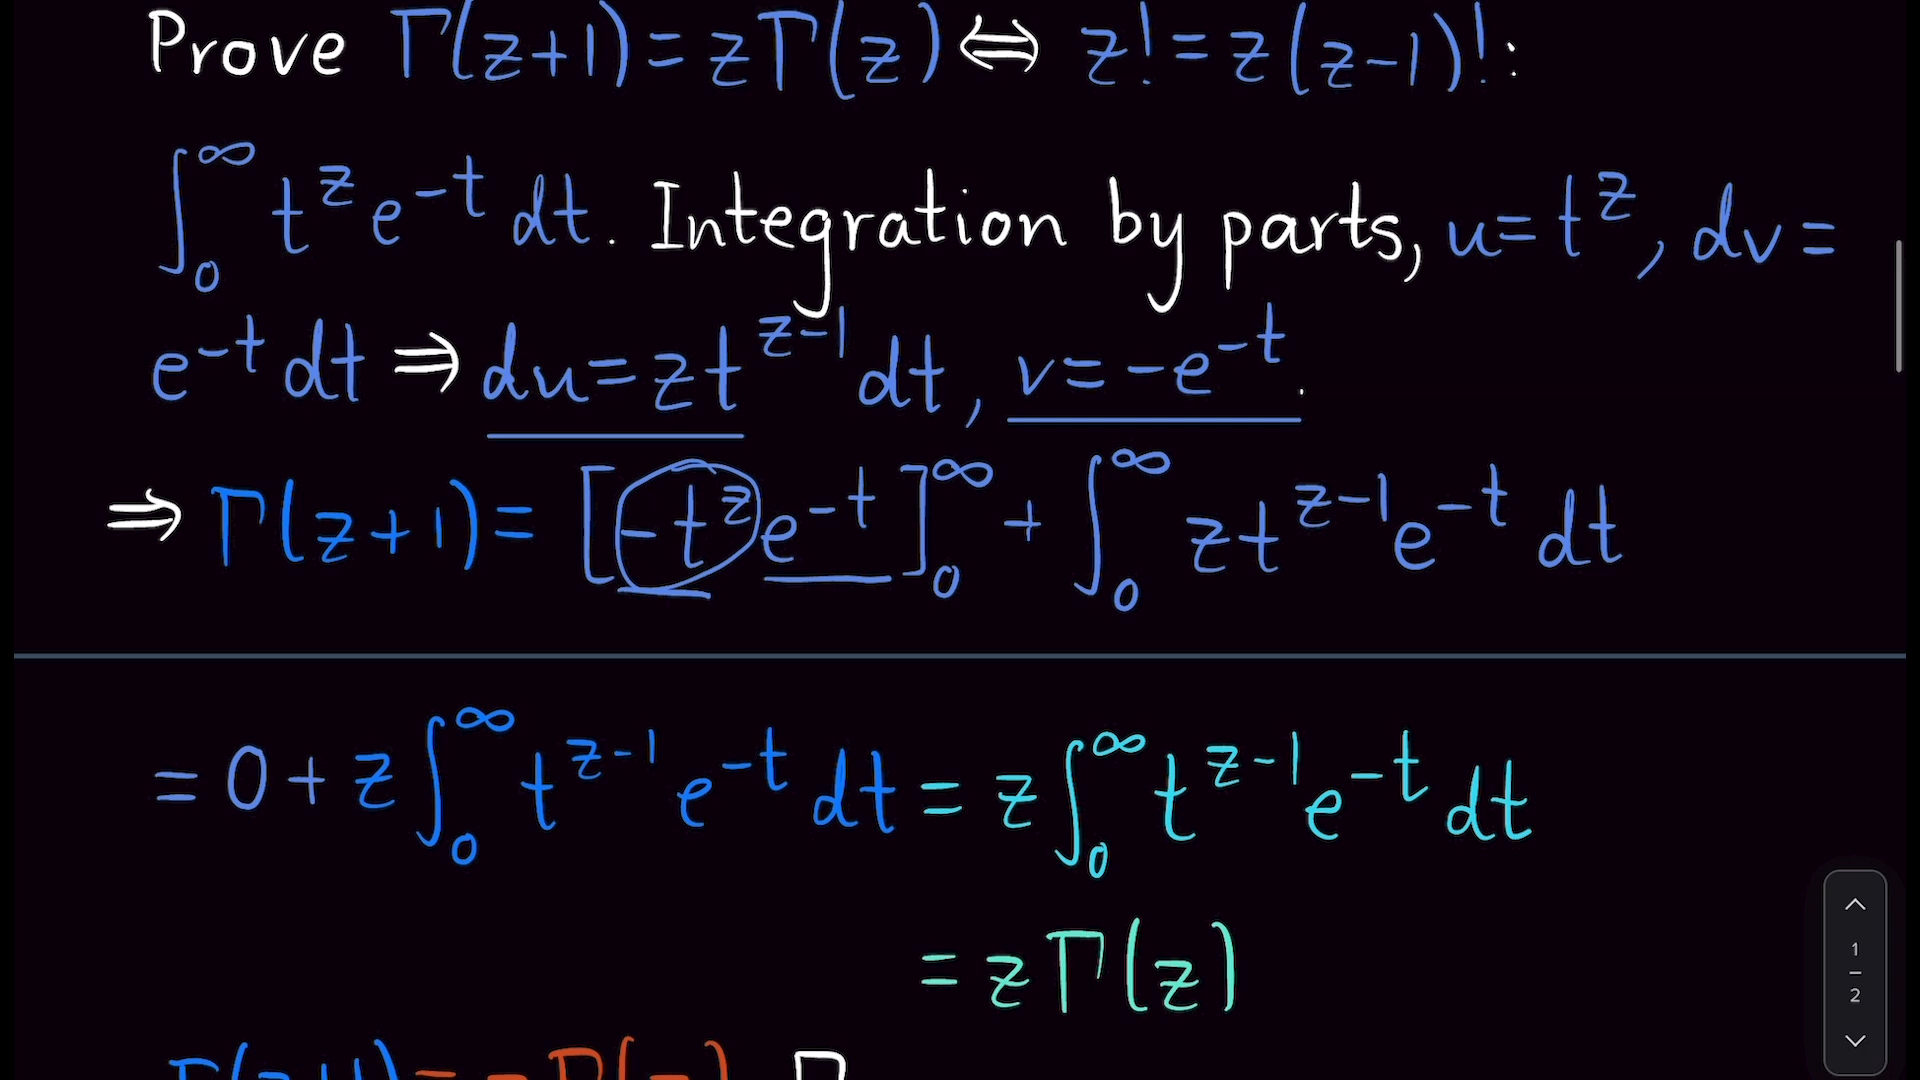 Prove Γ(z+1) = zΓ(z) ⇔ z! = z(z-1)!:
∫₀^∞ t^z e^-t dt. Integration by parts, u = t^z, dv =
e^-t dt ⇒ du = zt^z-1 dt, v = -e^-t.
⇒ Γ(z+1) = [-t^z e^-t]₀^∞ + ∫₀^∞ zt^z-1 e^-t dt
= 0 + z∫₀^∞ t^z-1 e^-t dt = z∫₀^∞ t^z-1 e^-t dt
= zΓ(z)
1
2